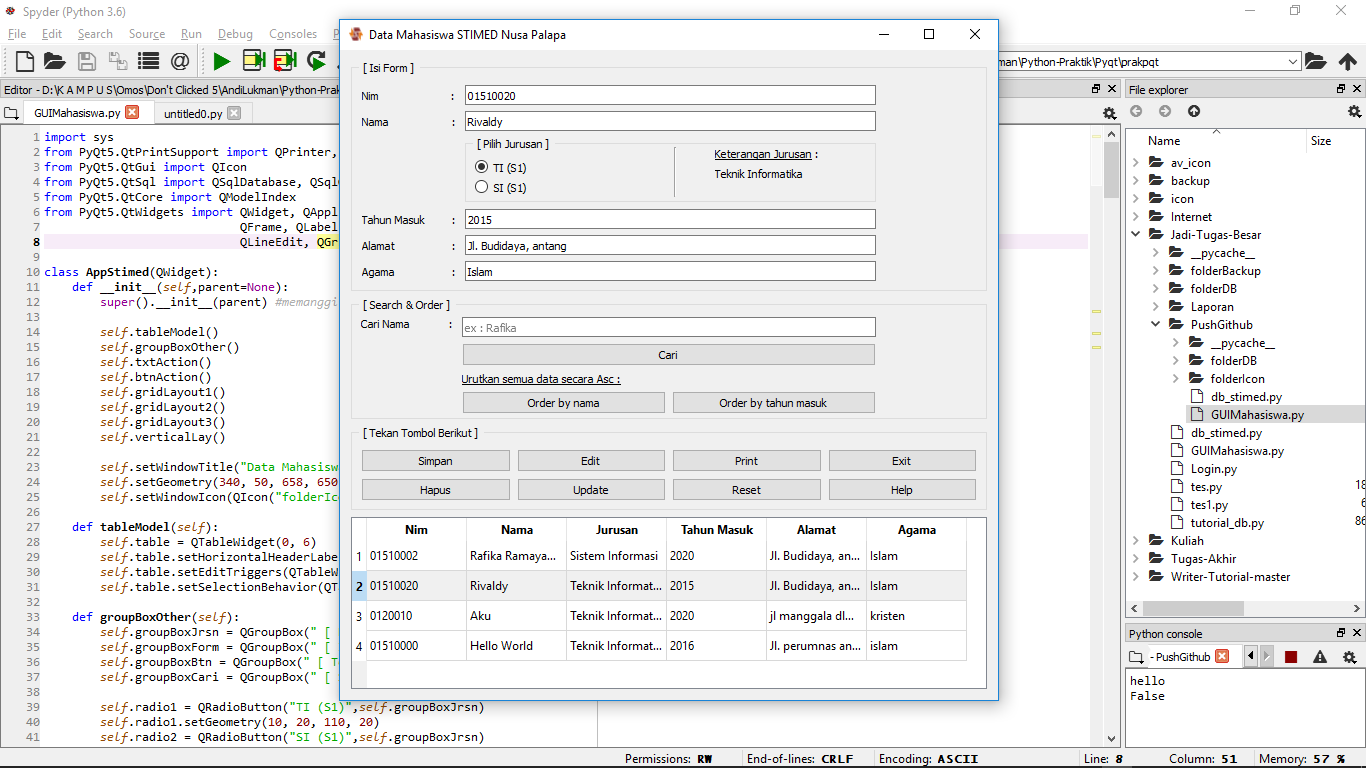 Spyder (Python 3.6)
File Edit Search Source Run Debug Consoles
Editor - D:\K A M P U S\Omos\Don't Clicked 5\AndiLukman\Python-Prak
GUIMahasiswa.py untitled0.py
1 import sys
2 from PyQt5.QtPrintSupport import QPrinter,
3 from PyQt5.QtGui import QIcon
4 from PyQt5.QtSql import QSqlDatabase,
5 from PyQt5.QtCore import QModelIndex
6 from PyQt5.QtWidgets import QWidget, QAppl
7 QFrame, QLabel
8 QLineEdit, QGr
9
10 class AppStimed(QWidget):
11 def __init__(self,parent=None):
12 super().__init__(parent) #memanggi
13
14 self.tableModel()
15 self.groupBoxOther()
16 self.txtAction()
17 self.btnAction()
18 self.gridLayout1()
19 self.gridLayout2()
20 self.gridLayout3()
21 self.verticalLay()
22
23 self.setWindowTitle("Data Mahasisw
24 self.setGeometry(340, 50, 658, 650
25 self.setWindowIcon(QIcon("folderIc
26
27 def tableModel(self):
28 self.table = QTableWidget(0, 6)
29 self.table.setHorizontalHeaderLabe
30 self.table.setEditTriggers(QTableW
31 self.table.setSelectionBehavior(QT
32
33 def groupBoxOther(self):
34 self.groupBoxJrsn = QGroupBox(" [
35 self.groupBoxForm = QGroupBox(" [
36 self.groupBoxBtn = QGroupBox(" [ T
37 self.groupBoxCari = QGroupBox(" [
38
39 self.radio1 = QRadioButton("TI (S1)",self.groupBoxJrsn)
40 self.radio1.setGeometry(10, 20, 110, 20)
41 self.radio2 = QRadioButton("SI (S1)",self.groupBoxJrsn)
Data Mahasiswa STIMED Nusa Palapa
[ Isi Form ]
Nim : 01510020
Nama : Rivaldy
[ Pilih Jurusan ]
TI (S1)
SI (S1)
Keterangan Jurusan :
Teknik Informatika
Tahun Masuk : 2015
Alamat : Jl. Budidaya, antang
Agama : Islam
[ Search & Order ]
Cari Nama : ex : Rafika
Cari
Urutkan semua data secara Asc :
Order by nama Order by tahun masuk
[ Tekan Tombol Berikut ]
Simpan Edit Print Exit
Hapus Update Reset Help
Nim Nama Jurusan Tahun Masuk Alamat Agama
1 01510002 Rafika Ramaya... Sistem Informasi 2020 Jl. Budidaya, an... Islam
2 01510020 Rivaldy Teknik Informat... 2015 Jl. Budidaya, an... Islam
3 0120010 Aku Teknik Informat... 2020 jl manggala dl... kristen
4 01510000 Hello World Teknik Informat... 2016 Jl. perumnas an... islam
man\Python-Praktik\Pyqt\prakpqt
File explorer
Name Size
av_icon
backup
icon
Internet
Jadi-Tugas-Besar
__pycache__
folderBackup
folderDB
Laporan
PushGithub
__pycache__
folderDB
folderIcon
db_stimed.py
GUIMahasiswa.py
db_stimed.py
GUIMahasiswa.py
Login.py
tes.py 18
tes1.py 6
tutorial_db.py 86
Kuliah
Tugas-Akhir
Writer-Tutorial-master
Python console
- PushGithub
hello
False
Permissions: RW End-of-lines: CRLF Encoding: ASCII Line: 8 Column: 51 Memory: 57 %